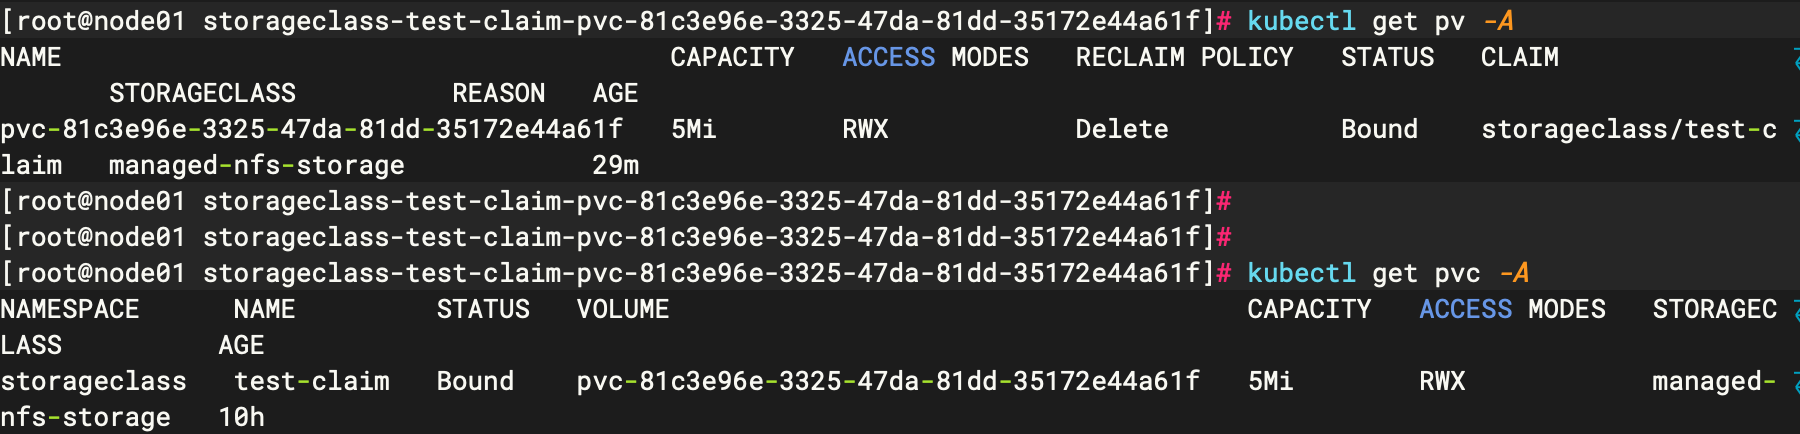 [root@node01 storageclass-test-claim-pvc-81c3e96e-3325-47da-81dd-35172e44a61f]# kubectl get pv -A
NAME CAPACITY ACCESS MODES RECLAIM POLICY STATUS CLAIM
STORAGECLASS REASON AGE
pvc-81c3e96e-3325-47da-81dd-35172e44a61f 5Mi RWX Delete Bound storageclass/test-c
laim managed-nfs-storage 29m
[root@node01 storageclass-test-claim-pvc-81c3e96e-3325-47da-81dd-35172e44a61f]#
[root@node01 storageclass-test-claim-pvc-81c3e96e-3325-47da-81dd-35172e44a61f]#
[root@node01 storageclass-test-claim-pvc-81c3e96e-3325-47da-81dd-35172e44a61f]# kubectl get pvc -A
NAMESPACE NAME STATUS VOLUME CAPACITY ACCESS MODES STORAGEC
LASS AGE
storageclass test-claim Bound pvc-81c3e96e-3325-47da-81dd-35172e44a61f 5Mi RWX managed-
nfs-storage 10h